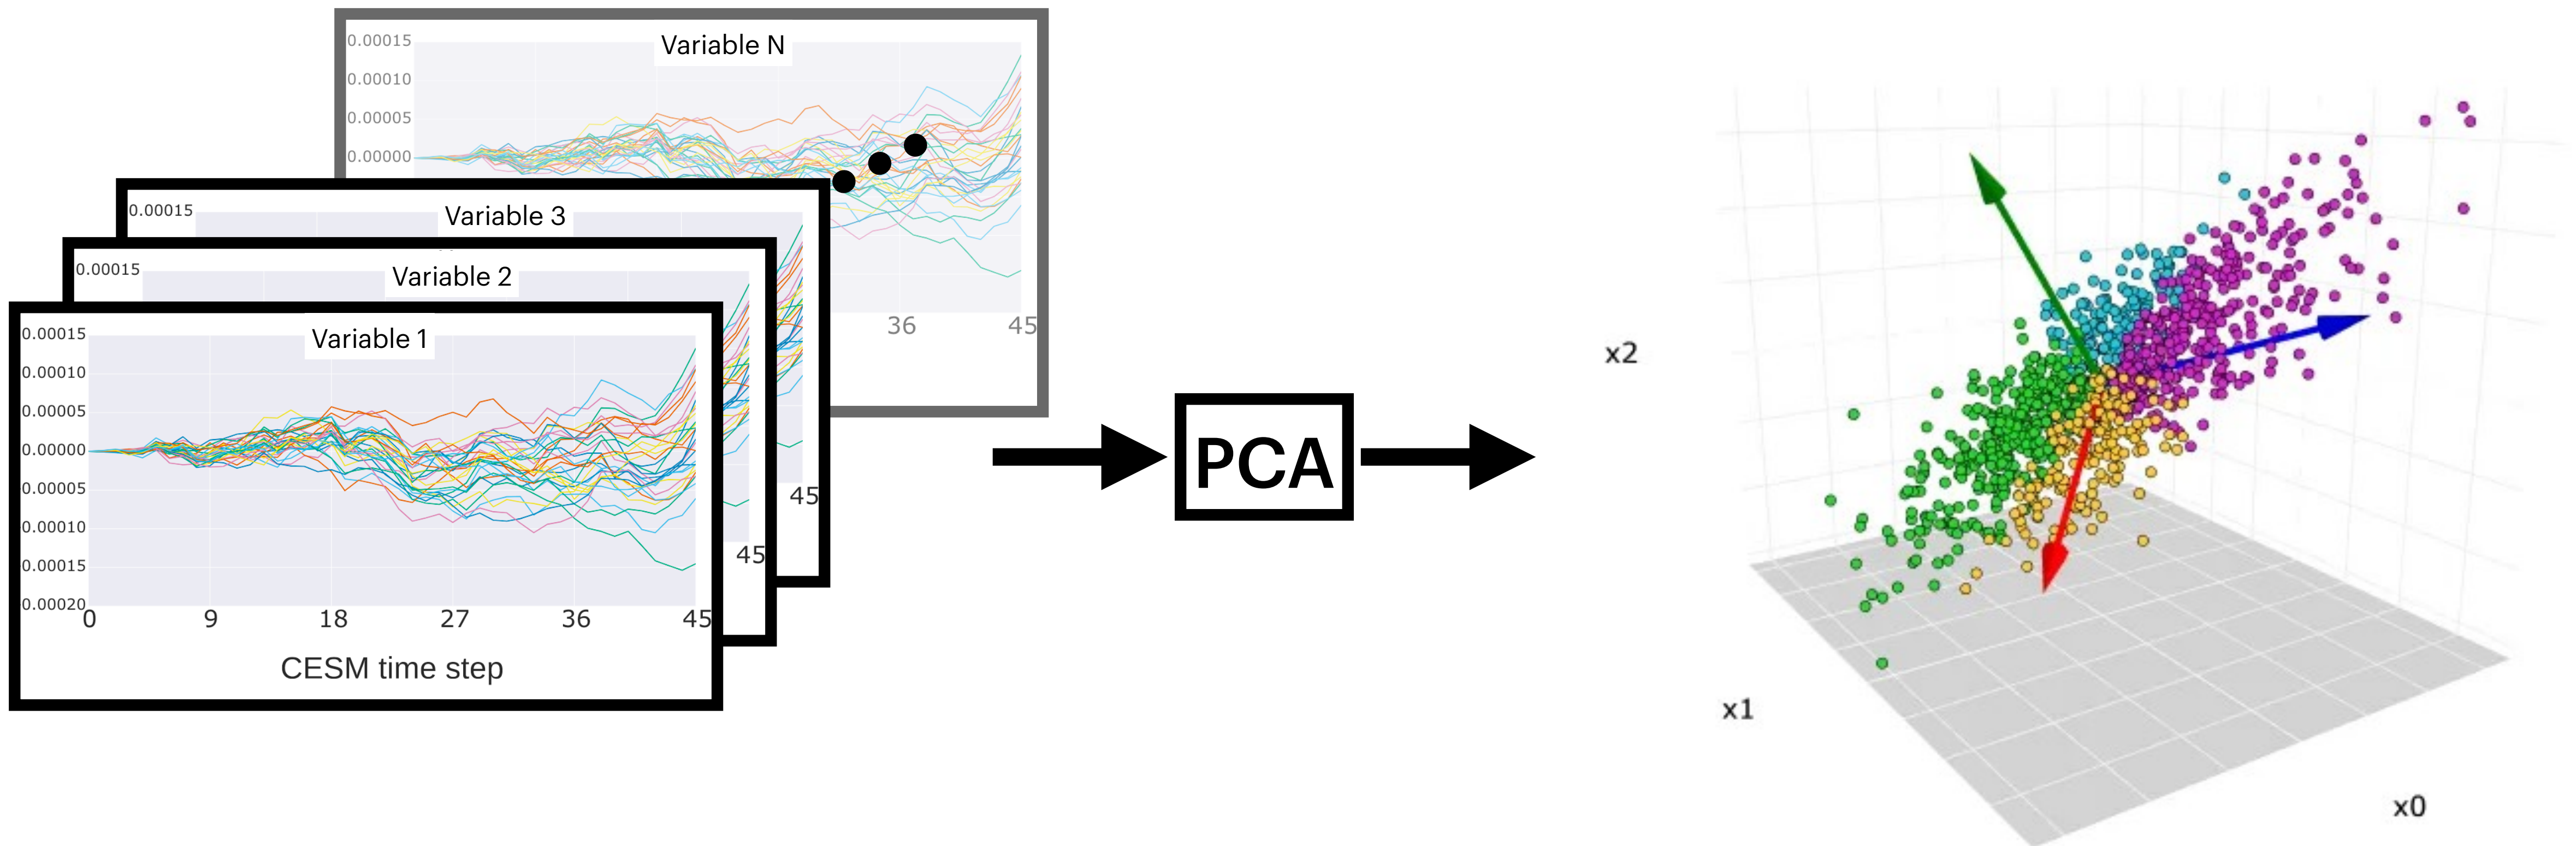 Variable N
0.00015
0.00010
0.00005
0.00000
36
45
Variable 3
0.00015
45
Variable 2
0.00015
45
Variable 1
0.00015
0.00010
0.00005
0.00000
0.00005
0.00010
0.00015
0.00020
0 9 18 27 36 45
CESM time step
PCA
x2
x1
x0